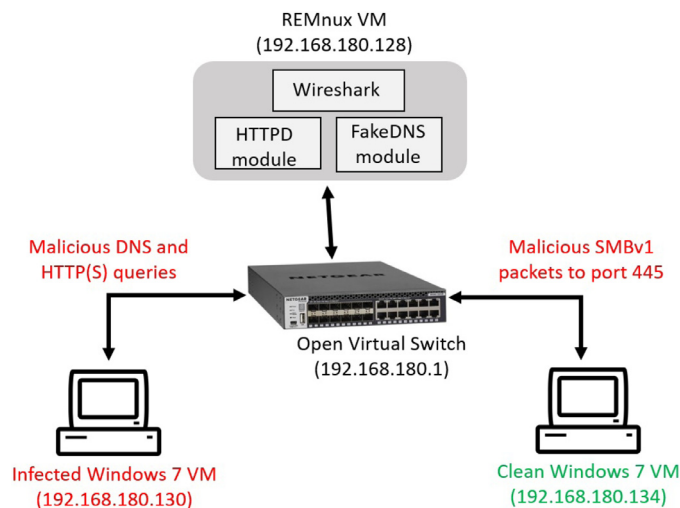 REMnux VM
(192.168.180.128)
Wireshark
HTTPD
module
FakeDNS
module
Malicious DNS and
HTTP(S) queries
Malicious SMBv1
packets to port 445
NETGEAR
NETGEAR
Open Virtual Switch
(192.168.180.1)
Infected Windows 7 VM
(192.168.180.130)
Clean Windows 7 VM
(192.168.180.134)